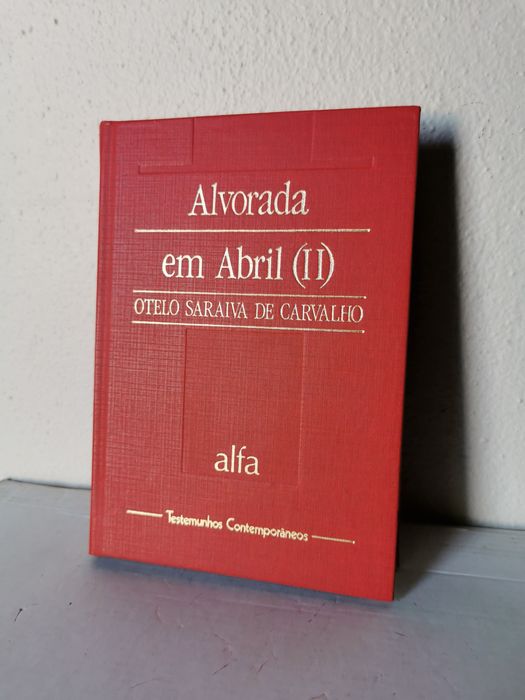 Alvorada
em Abril (II)
OTELO SARAIVA DE CARVALHO
alfa
Testemunhos Contemporâneos